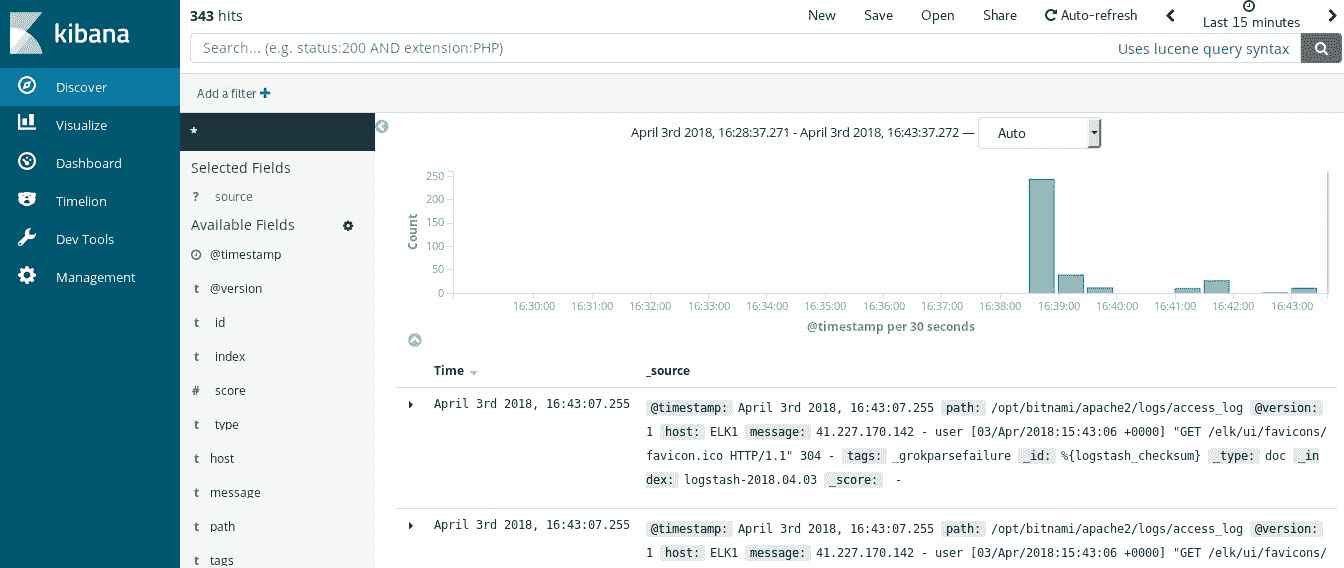 343 hits
New Save Open Share Auto-refresh Last 15 minutes
kibana
Search... (e.g. status:200 AND extension:PHP) Uses lucene query syntax
Discover
Visualize
Dashboard
Timelion
Dev Tools
Management
Add a filter
*
Selected Fields
? source
Available Fields
@timestamp
t @version
t id
t index
# score
t type
t host
t message
t path
t tags
April 3rd 2018, 16:28:37.271 - April 3rd 2018, 16:43:37.272 — Auto
Count
250
200
150
100
50
0
16:30:00 16:31:00 16:32:00 16:33:00 16:34:00 16:35:00 16:36:00 16:37:00 16:38:00 16:39:00 16:40:00 16:41:00 16:42:00 16:43:00
@timestamp per 30 seconds
Time _source
April 3rd 2018, 16:43:07.255 @timestamp: April 3rd 2018, 16:43:07.255 path: /opt/bitnami/apache2/logs/access_log @version:
1 host: ELK1 message: 41.227.170.142 - user [03/Apr/2018:15:43:06 +0000] "GET /elk/ui/favicons/
favicon.ico HTTP/1.1" 304 - tags: _grokparsefailure _id: %{logstash_checksum} _type: doc _in
dex: logstash-2018.04.03 _score: -
April 3rd 2018, 16:43:07.255 @timestamp: April 3rd 2018, 16:43:07.255 path: /opt/bitnami/apache2/logs/access_log @version:
1 host: ELK1 message: 41.227.170.142 - user [03/Apr/2018:15:43:06 +0000] "GET /elk/ui/favicons/